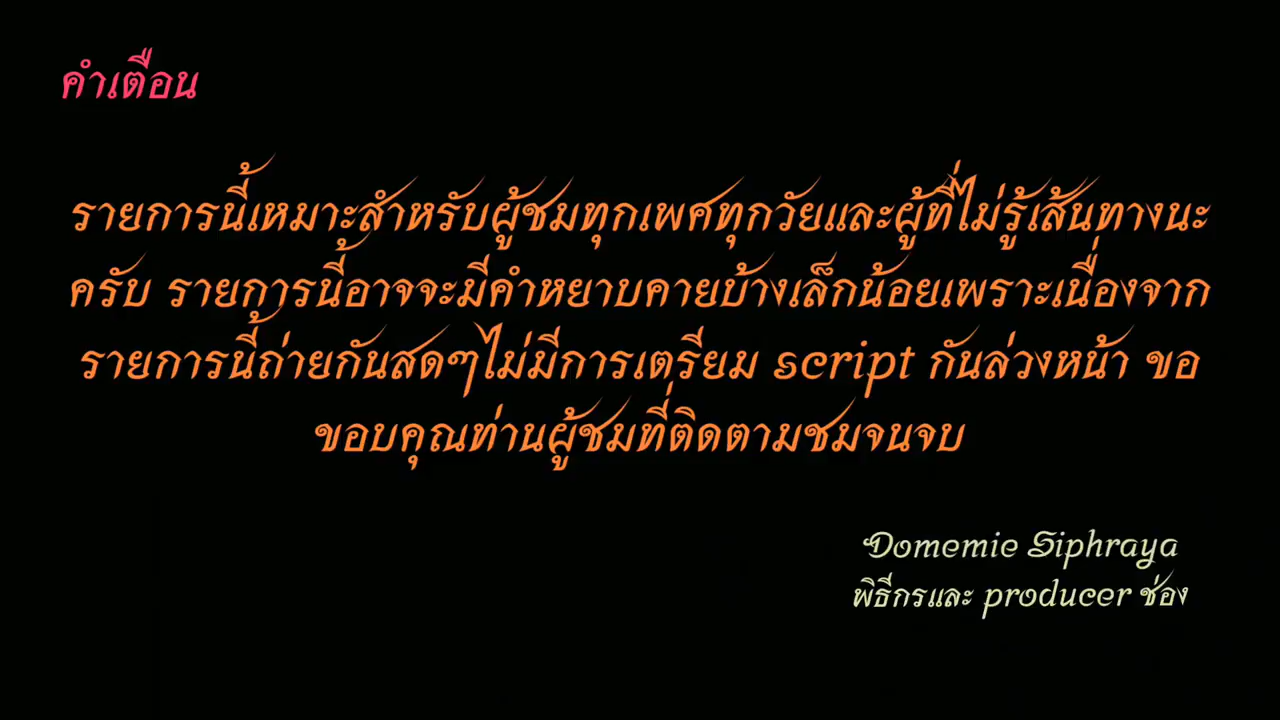 คำเตือน
รายการนี้เหมาะสำหรับผู้ชมทุกเพศทุกวัยและผู้ที่ไม่รู้เส้นทางนะ
ครับ รายการนี้อาจจะมีคำหยาบคายบ้างเล็กน้อยเพราะเนื่องจาก
รายการนี้ถ่ายกันสดๆไม่มีการเตรียม script กันล่วงหน้า ขอ
ขอบคุณท่านผู้ชมที่ติดตามชมจนจบ
Domemie Siphraya
พิธีกรและ producer ช่อง